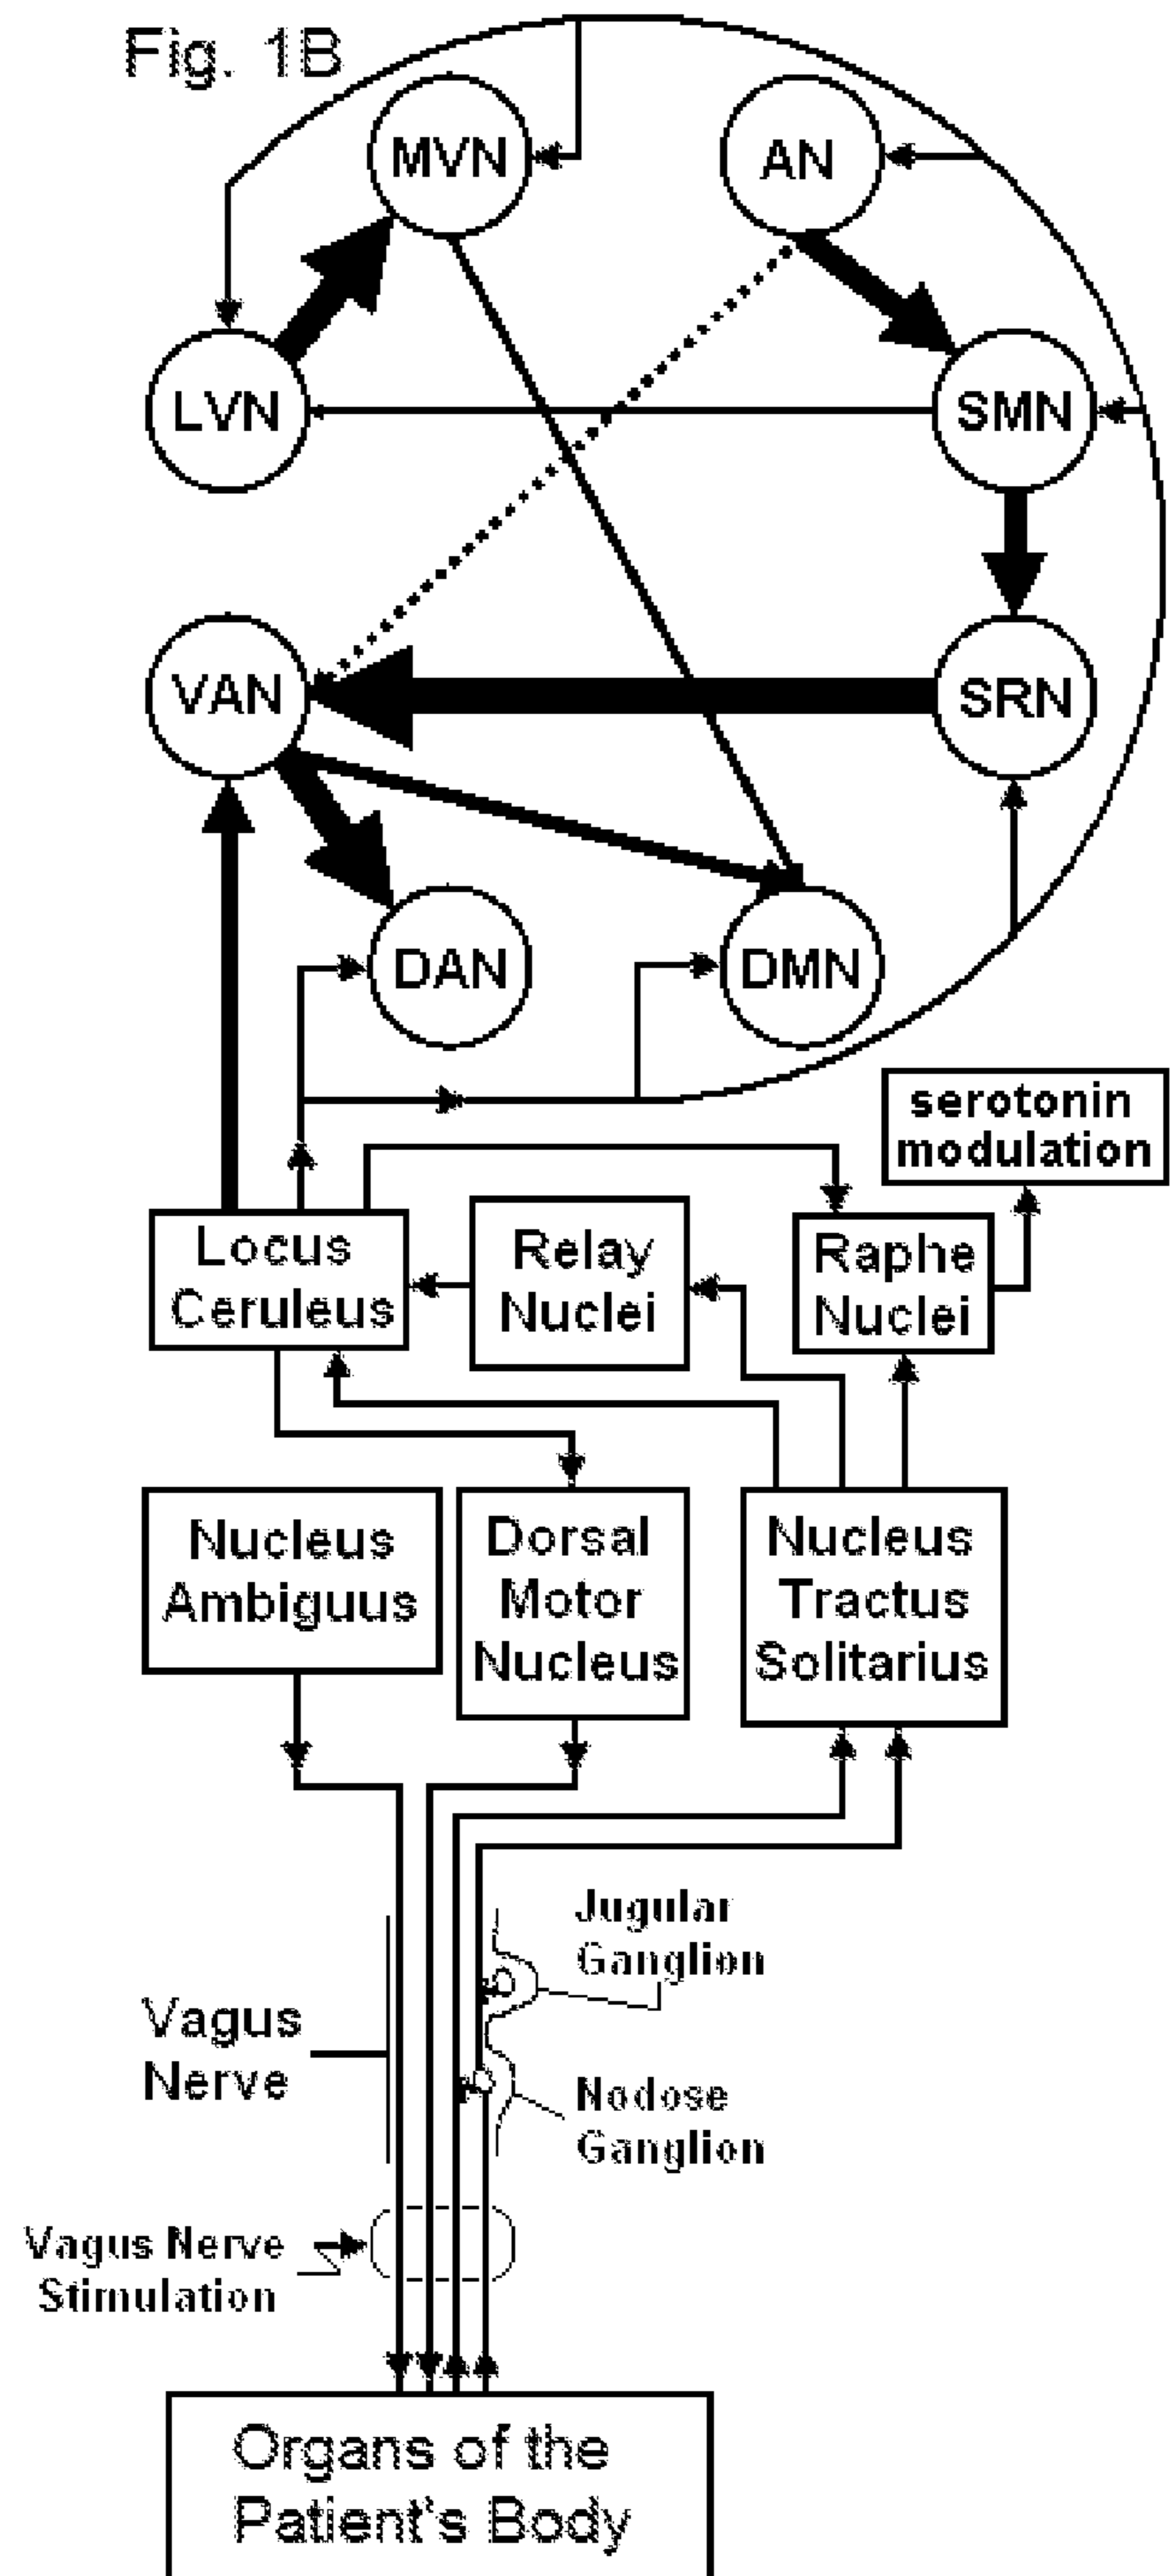 Fig. 1B
MVN
AN
LVN
SMN
VAN
SRN
DAN
DMN
serotonin
modulation
Locus
Ceruleus
Relay
Nuclei
Raphe
Nuclei
Nucleus
Ambiguus
Dorsal
Motor
Nucleus
Nucleus
Tractus
Solitarius
Jugular
Ganglion
Vagus
Nerve
Nodose
Ganglion
Vagus Nerve
Stimulation
Organs of the
Patient's Body